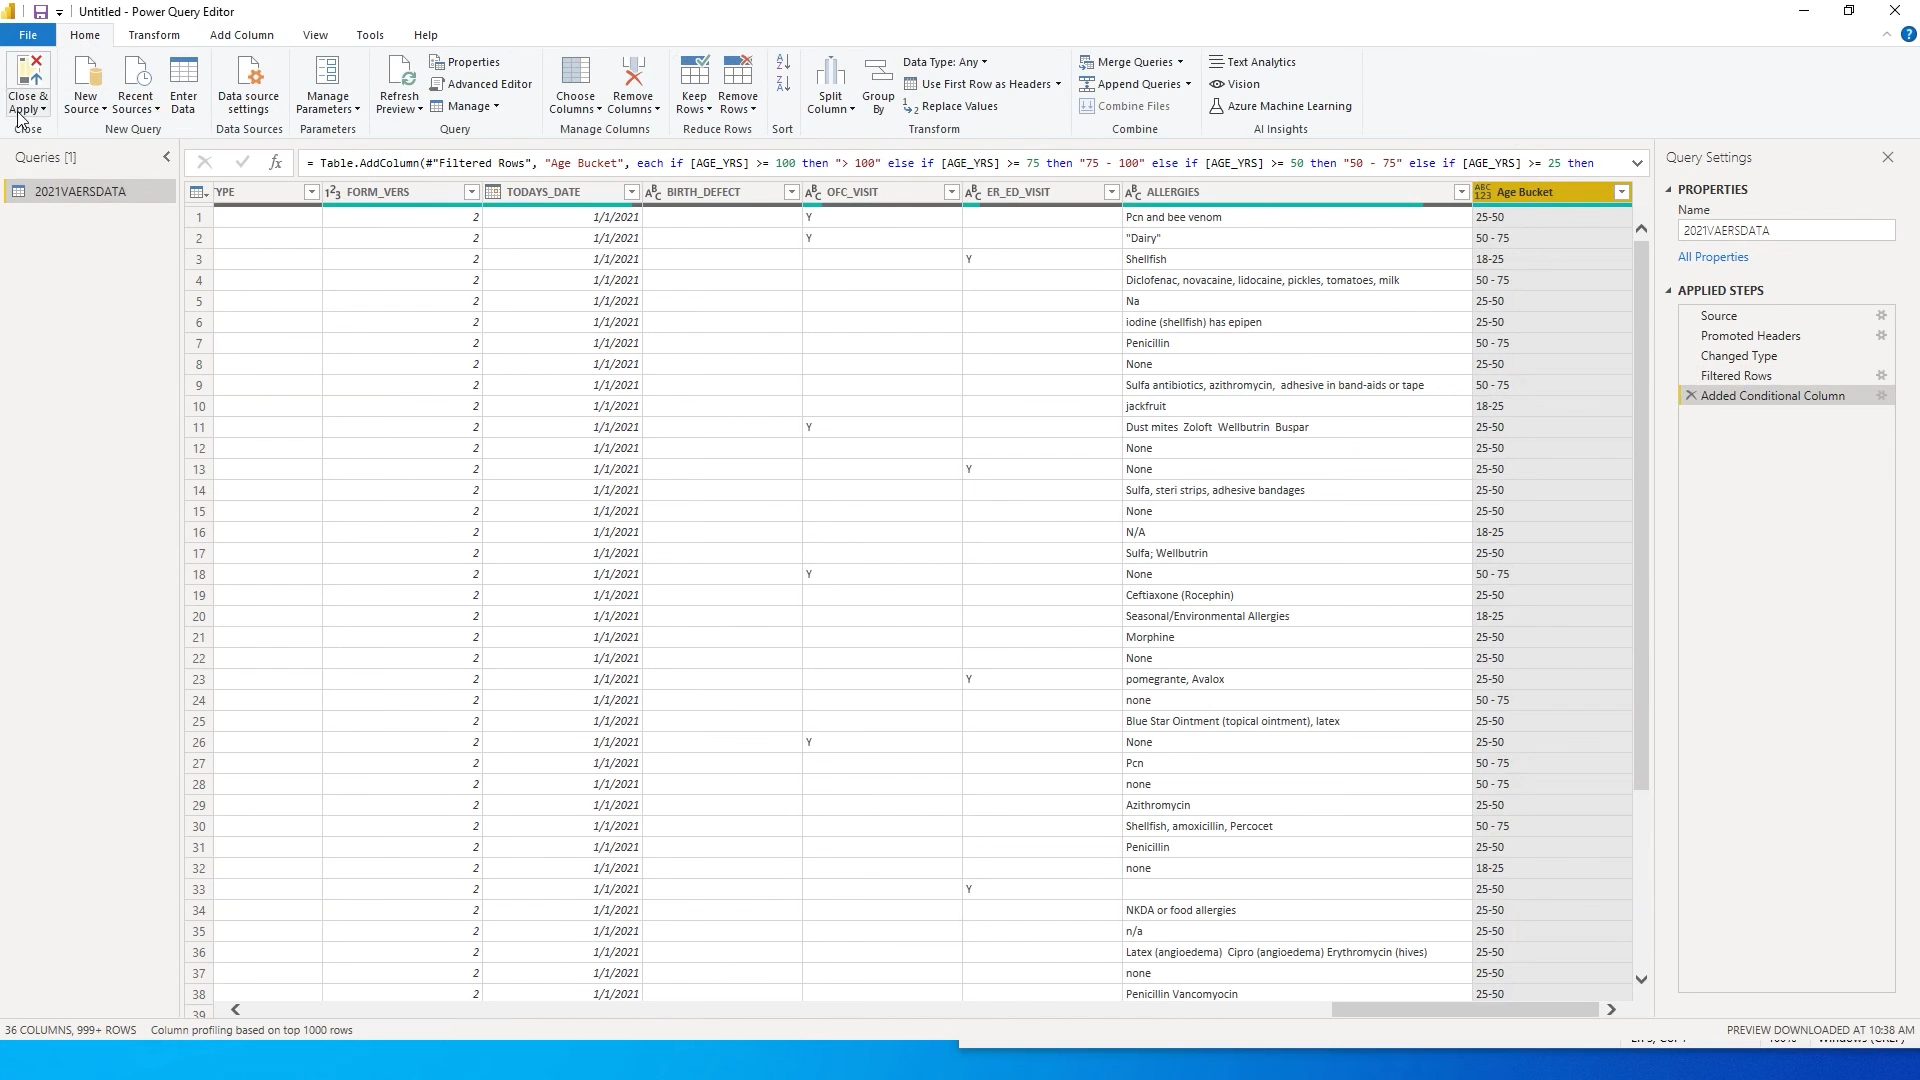 Untitled - Power Query Editor
File Home Transform Add Column View Tools Help
Close & Apply
New Source
Recent Sources
Enter Data
Data source settings
Manage Parameters
Refresh Preview
Properties
Advanced Editor
Manage
Choose Columns
Remove Columns
Keep Rows
Remove Rows
Split Column
Group By
Data Type: Any
Use First Row as Headers
Replace Values
Merge Queries
Append Queries
Combine Files
Text Analytics
Vision
Azure Machine Learning
Close New Query Data Sources Parameters Query Manage Columns Reduce Rows Sort Transform Combine AI Insights
Queries [1]
2021VAERSDATA
= Table.AddColumn(#"Filtered Rows", "Age Bucket", each if [AGE_YRS] >= 100 then "> 100" else if [AGE_YRS] >= 75 then "75 - 100" else if [AGE_YRS] >= 50 then "50 - 75" else if [AGE_YRS] >= 25 then
YPE FORM_VERS TODAYS_DATE BIRTH_DEFECT OFC_VISIT ER_ED_VISIT ALLERGIES Age Bucket
1 2 1/1/2021 Y Pcn and bee venom 25-50
2 2 1/1/2021 Y "Dairy" 50 - 75
3 2 1/1/2021 Y Shellfish 18-25
4 2 1/1/2021 Diclofenac, novacaine, lidocaine, pickles, tomatoes, milk 50 - 75
5 2 1/1/2021 Na 25-50
6 2 1/1/2021 iodine (shellfish) has epipen 25-50
7 2 1/1/2021 Penicillin 50 - 75
8 2 1/1/2021 None 25-50
9 2 1/1/2021 Sulfa antibiotics, azithromycin, adhesive in band-aids or tape 50 - 75
10 2 1/1/2021 jackfruit 18-25
11 2 1/1/2021 Y Dust mites Zoloft Wellbutrin Buspar 25-50
12 2 1/1/2021 None 25-50
13 2 1/1/2021 Y None 25-50
14 2 1/1/2021 Sulfa, steri strips, adhesive bandages 25-50
15 2 1/1/2021 None 25-50
16 2 1/1/2021 N/A 18-25
17 2 1/1/2021 Sulfa; Wellbutrin 25-50
18 2 1/1/2021 Y None 50 - 75
19 2 1/1/2021 Ceftiaxone (Rocephin) 25-50
20 2 1/1/2021 Seasonal/Environmental Allergies 18-25
21 2 1/1/2021 Morphine 25-50
22 2 1/1/2021 None 25-50
23 2 1/1/2021 Y pomegrante, Avalox 25-50
24 2 1/1/2021 none 50 - 75
25 2 1/1/2021 Blue Star Ointment (topical ointment), latex 25-50
26 2 1/1/2021 Y None 25-50
27 2 1/1/2021 Pcn 50 - 75
28 2 1/1/2021 none 50 - 75
29 2 1/1/2021 Azithromycin 25-50
30 2 1/1/2021 Shellfish, amoxicillin, Percocet 50 - 75
31 2 1/1/2021 Penicillin 25-50
32 2 1/1/2021 none 18-25
33 2 1/1/2021 Y 25-50
34 2 1/1/2021 NKDA or food allergies 25-50
35 2 1/1/2021 n/a 25-50
36 2 1/1/2021 Latex (angioedema) Cipro (angioedema) Erythromycin (hives) 25-50
37 2 1/1/2021 none 25-50
38 2 1/1/2021 Penicillin Vancomyocin 25-50
39
Query Settings
PROPERTIES
Name
2021VAERSDATA
All Properties
APPLIED STEPS
Source
Promoted Headers
Changed Type
Filtered Rows
Added Conditional Column
36 COLUMNS, 999+ ROWS Column profiling based on top 1000 rows
PREVIEW DOWNLOADED AT 10:38 AM